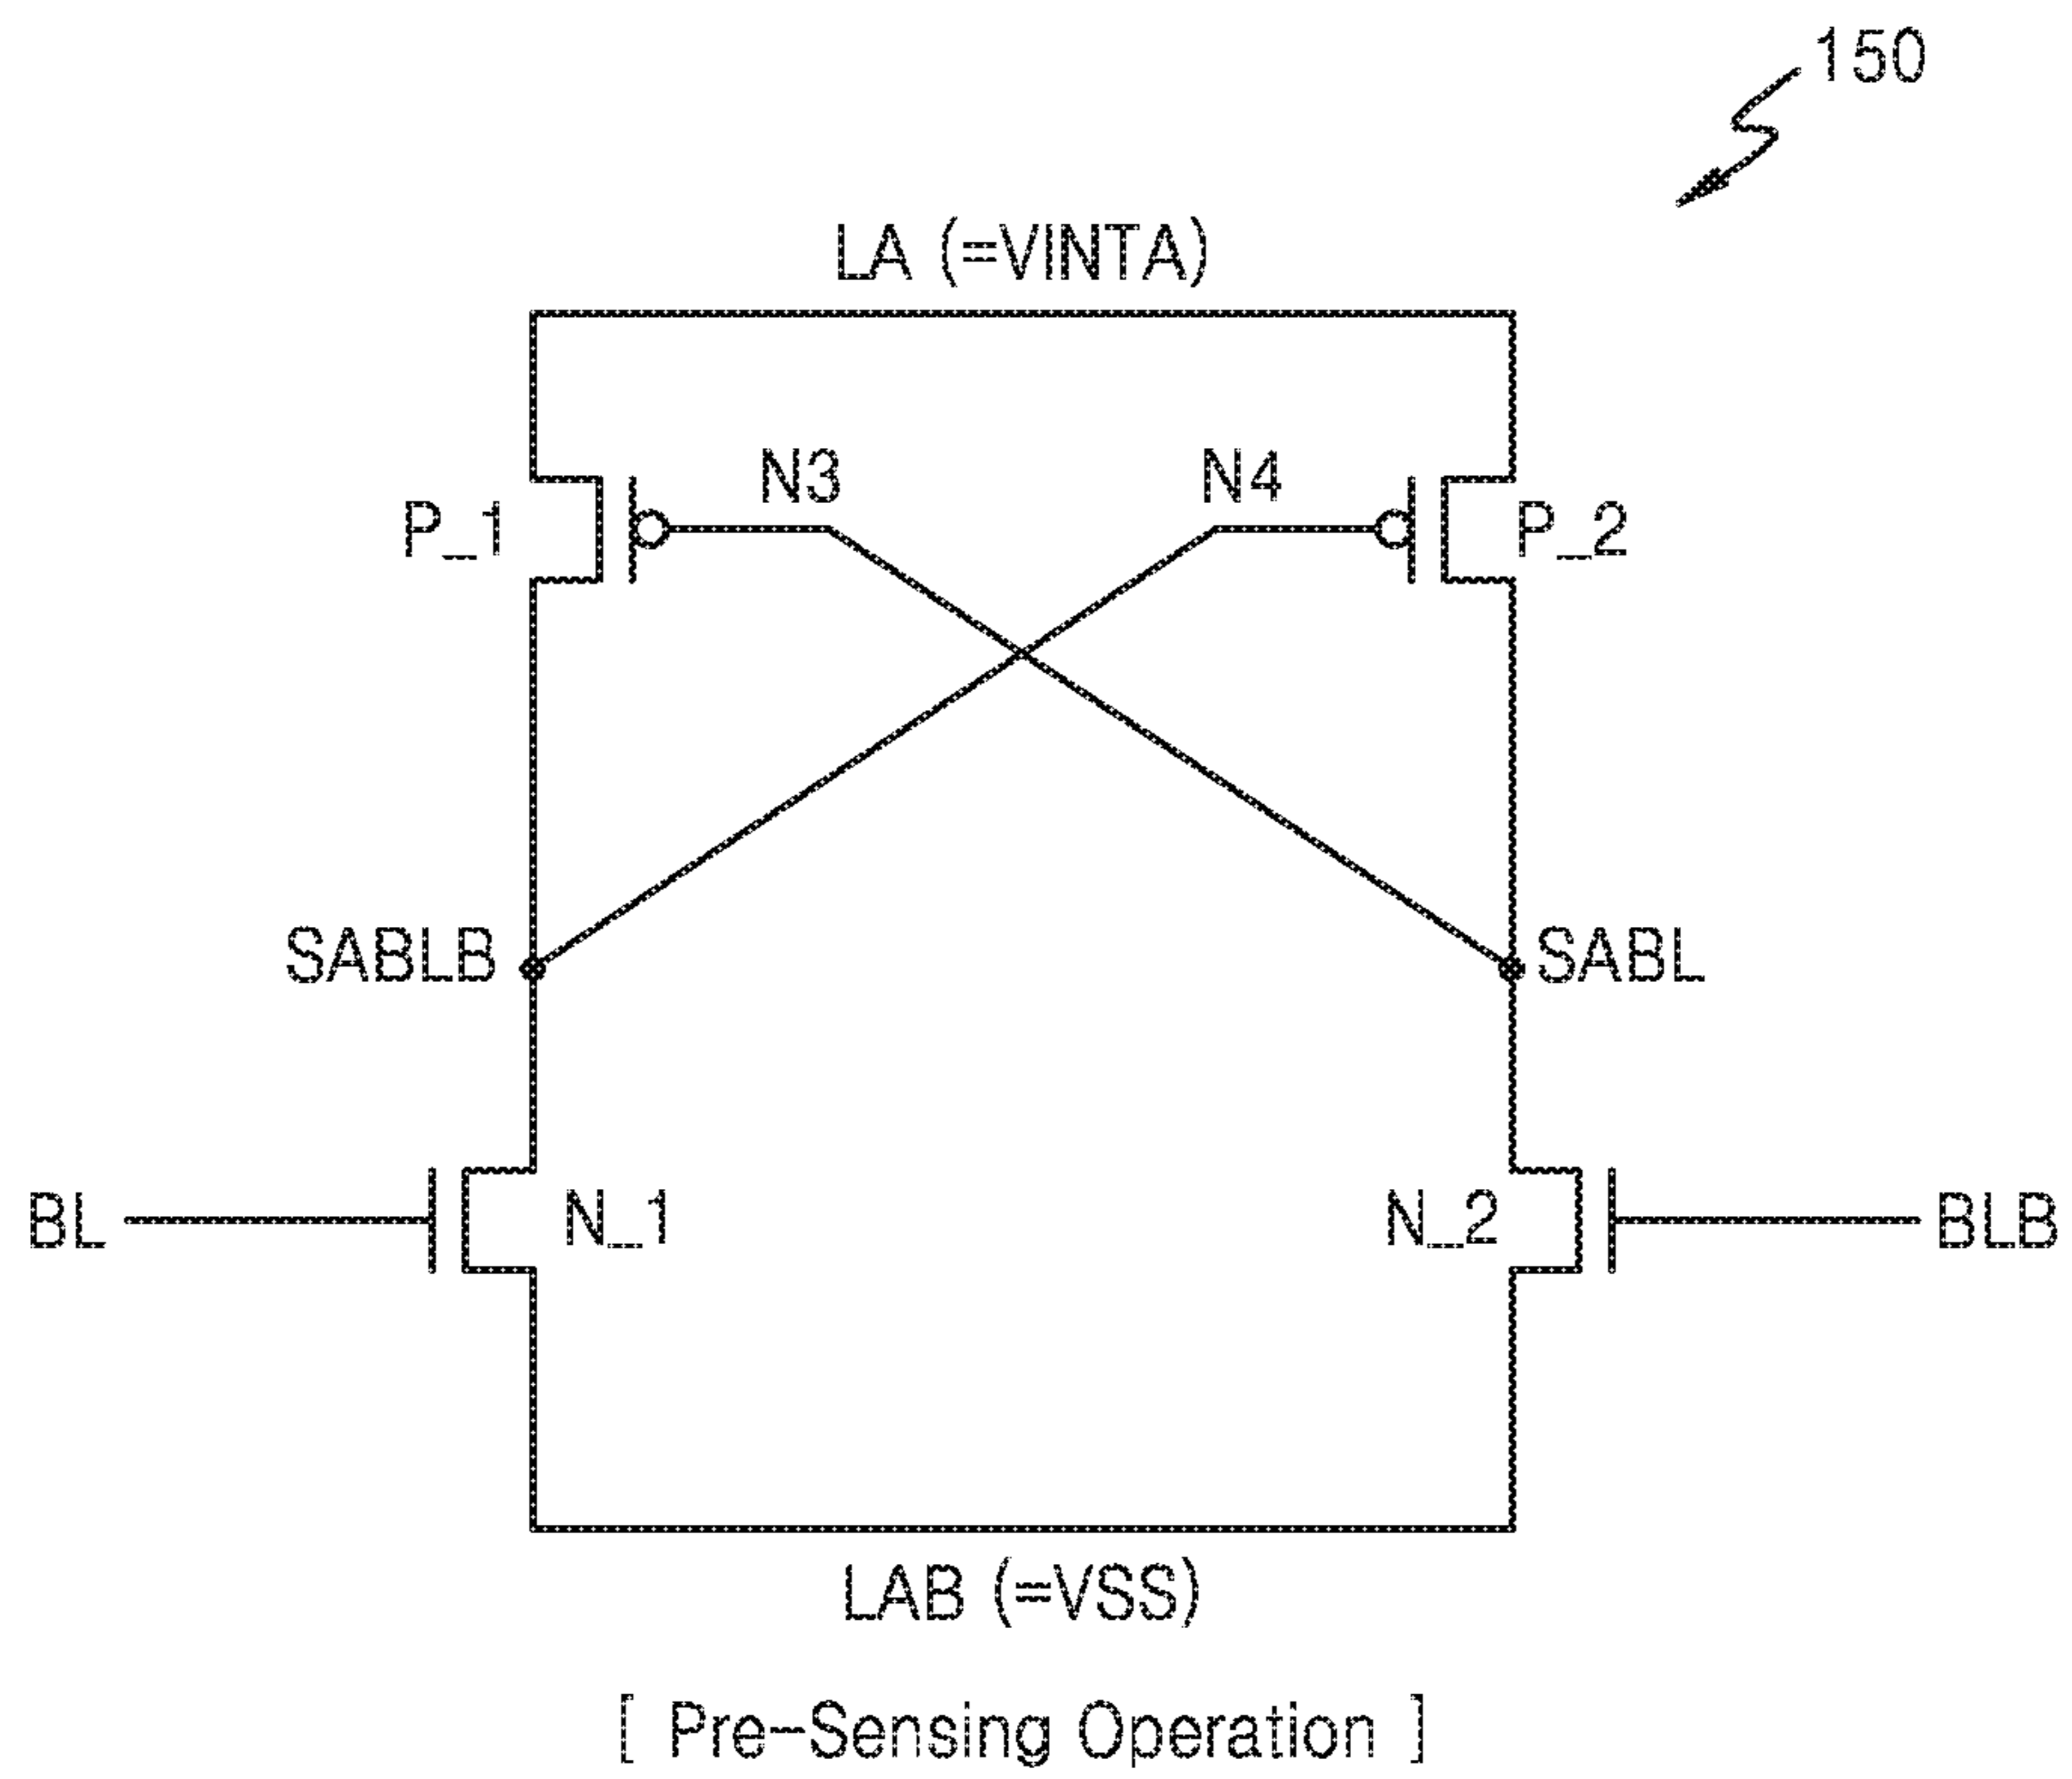 150
LA (=VINTA)
N3
N4
P_1
P_2
SABLB
SABL
BL
N_1
N_2
BLB
LAB (=VSS)
[ Pre-Sensing Operation ]